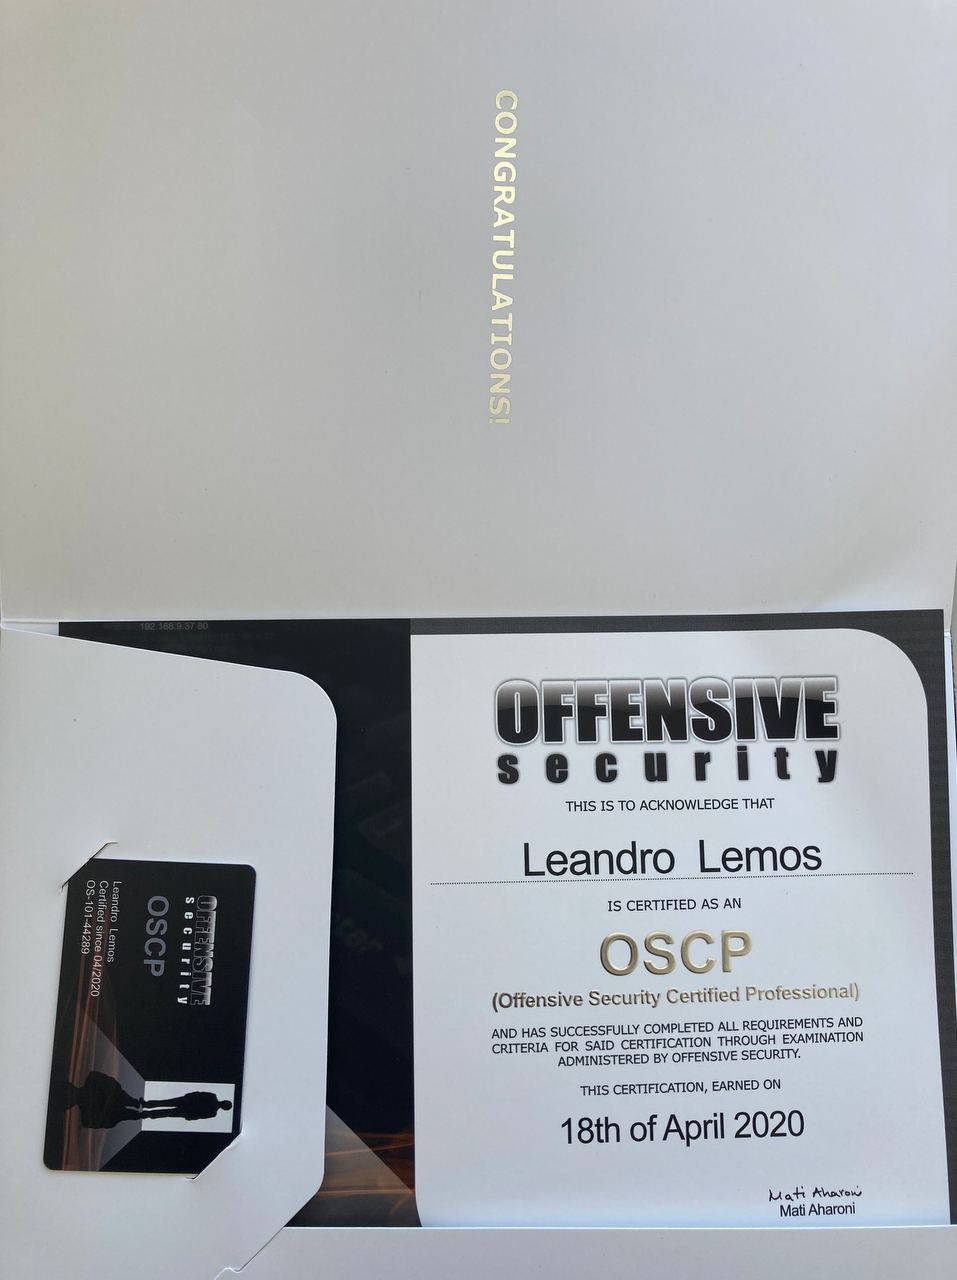 CONGRATULATIONS!
192.168.9.37 80
OFFENSIVE
security
THIS IS TO ACKNOWLEDGE THAT
Leandro Lemos
IS CERTIFIED AS AN
OSCP
(Offensive Security Certified Professional)
AND HAS SUCCESSFULLY COMPLETED ALL REQUIREMENTS AND
CRITERIA FOR SAID CERTIFICATION THROUGH EXAMINATION
ADMINISTERED BY OFFENSIVE SECURITY.
THIS CERTIFICATION, EARNED ON
18th of April 2020
Mati Aharoni
Mati Aharoni
OFFENSIVE
security
OSCP
Leandro Lemos
Certified since 04/2020
OS-101-44289